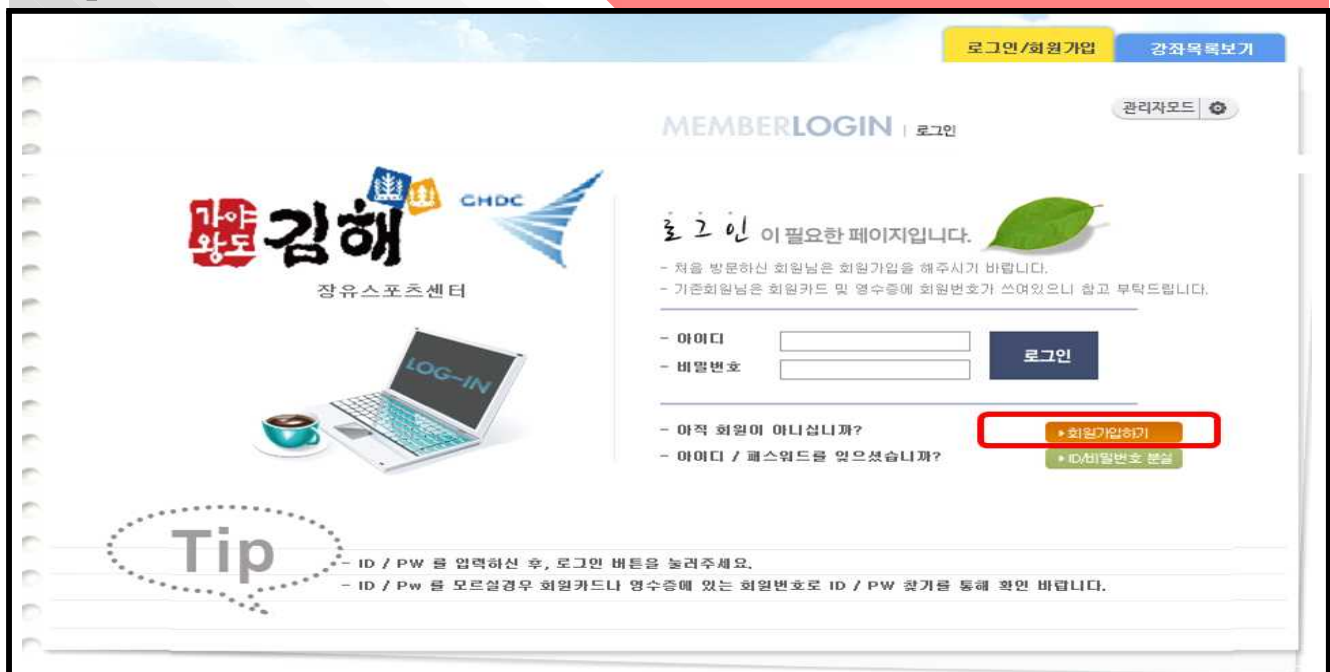 로그인/회원가입 강좌목록보기
관리자모드
MEMBERLOGIN | 로그인
가야
왕도
김해
GHDC
장유스포츠센터
로그인 이 필요한 페이지입니다.
- 처음 방문하신 회원님은 회원가입을 해주시기 바랍니다.
- 기존회원님은 회원카드 및 영수증에 회원번호가 쓰여있으니 참고 부탁드립니다.
- 아이디
- 비밀번호
로그인
LOG-IN
- 아직 회원이 아니십니까?
▸회원가입하기
- 아이디 / 패스워드를 잊으셨습니까?
▸ID/비밀번호 분실
Tip
- ID / PW 를 입력하신 후, 로그인 버튼을 눌러주세요.
- ID / Pw 를 모르실경우 회원카드나 영수증에 있는 회원번호로 ID / PW 찾기를 통해 확인 바랍니다.